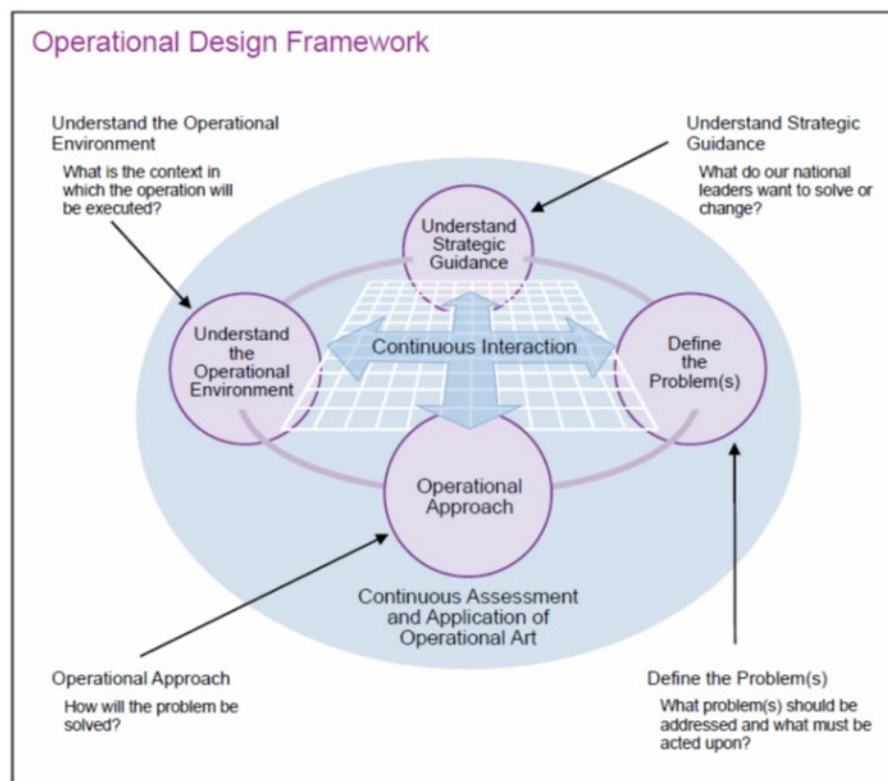 Operational Design Framework
Understand the Operational
Environment
What is the context in
which the operation will
be executed?
Understand Strategic
Guidance
What do our national
leaders want to solve or
change?
Understand
Strategic
Guidance
Understand
the
Operational
Environment
Continuous Interaction
Define
the
Problem(s)
Operational
Approach
Continuous Assessment
and Application of
Operational Art
Operational Approach
How will the problem be
solved?
Define the Problem(s)
What problem(s) should be
addressed and what must be
acted upon?